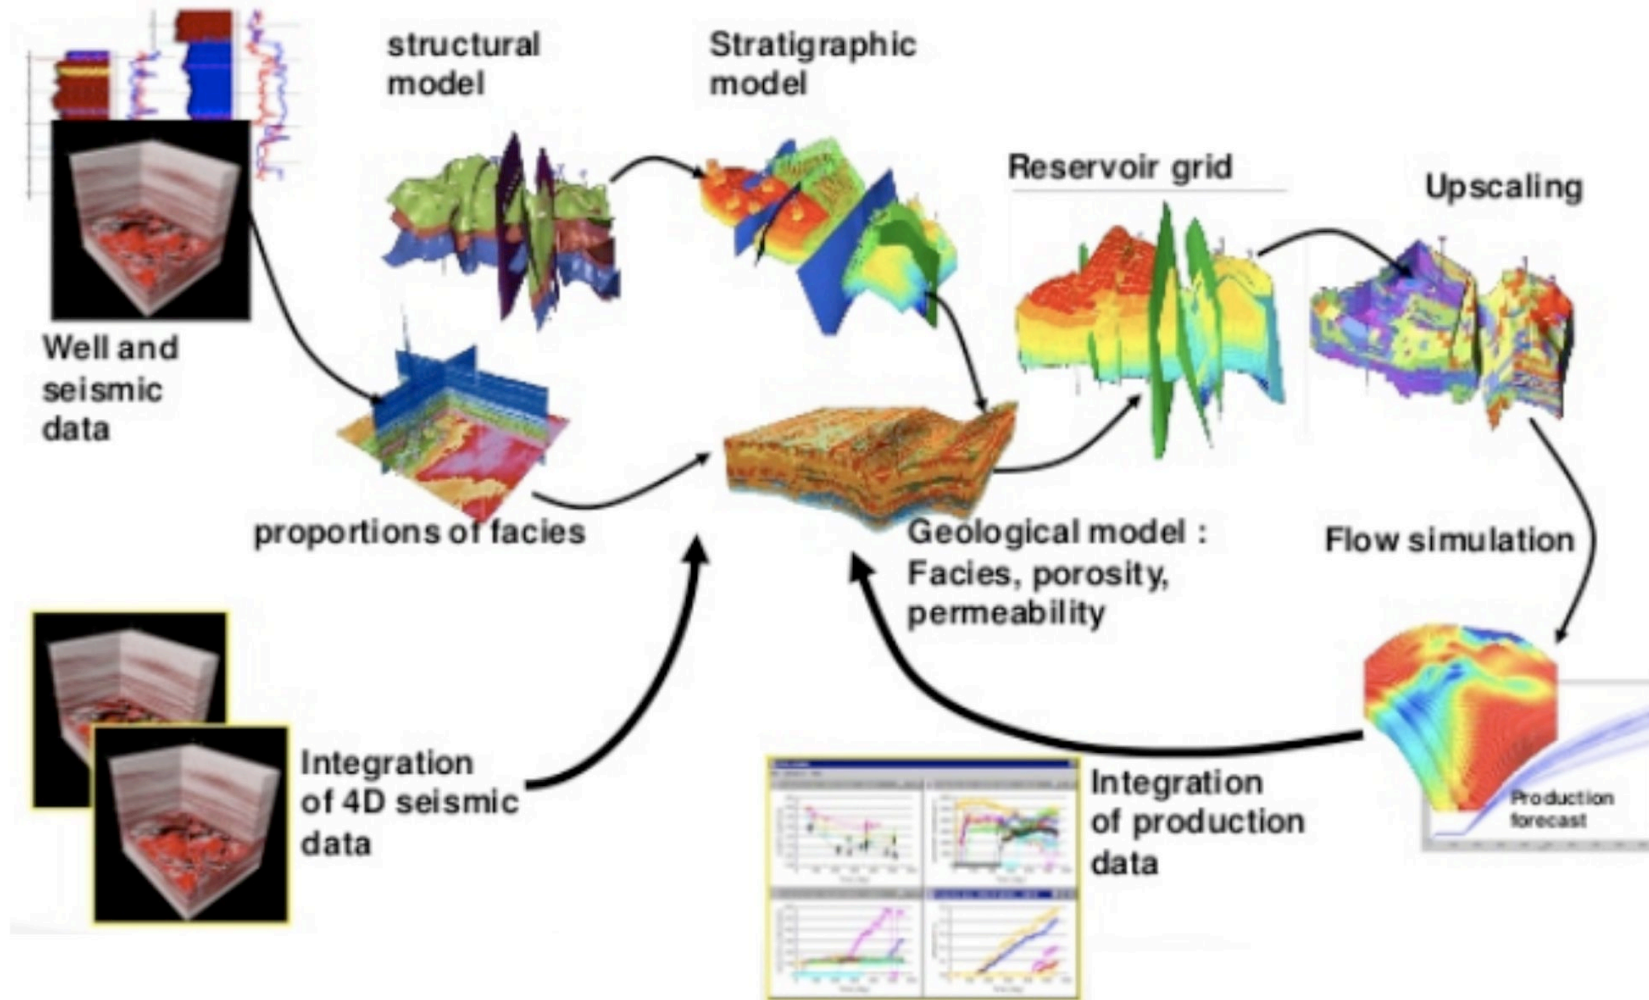 structural
model
Stratigraphic
model
Reservoir grid
Upscaling
Well and
seismic
data
proportions of facies
Geological model :
Facies, porosity,
permeability
Flow simulation
Integration
of 4D seismic
data
Integration
of production
data
Production
forecast